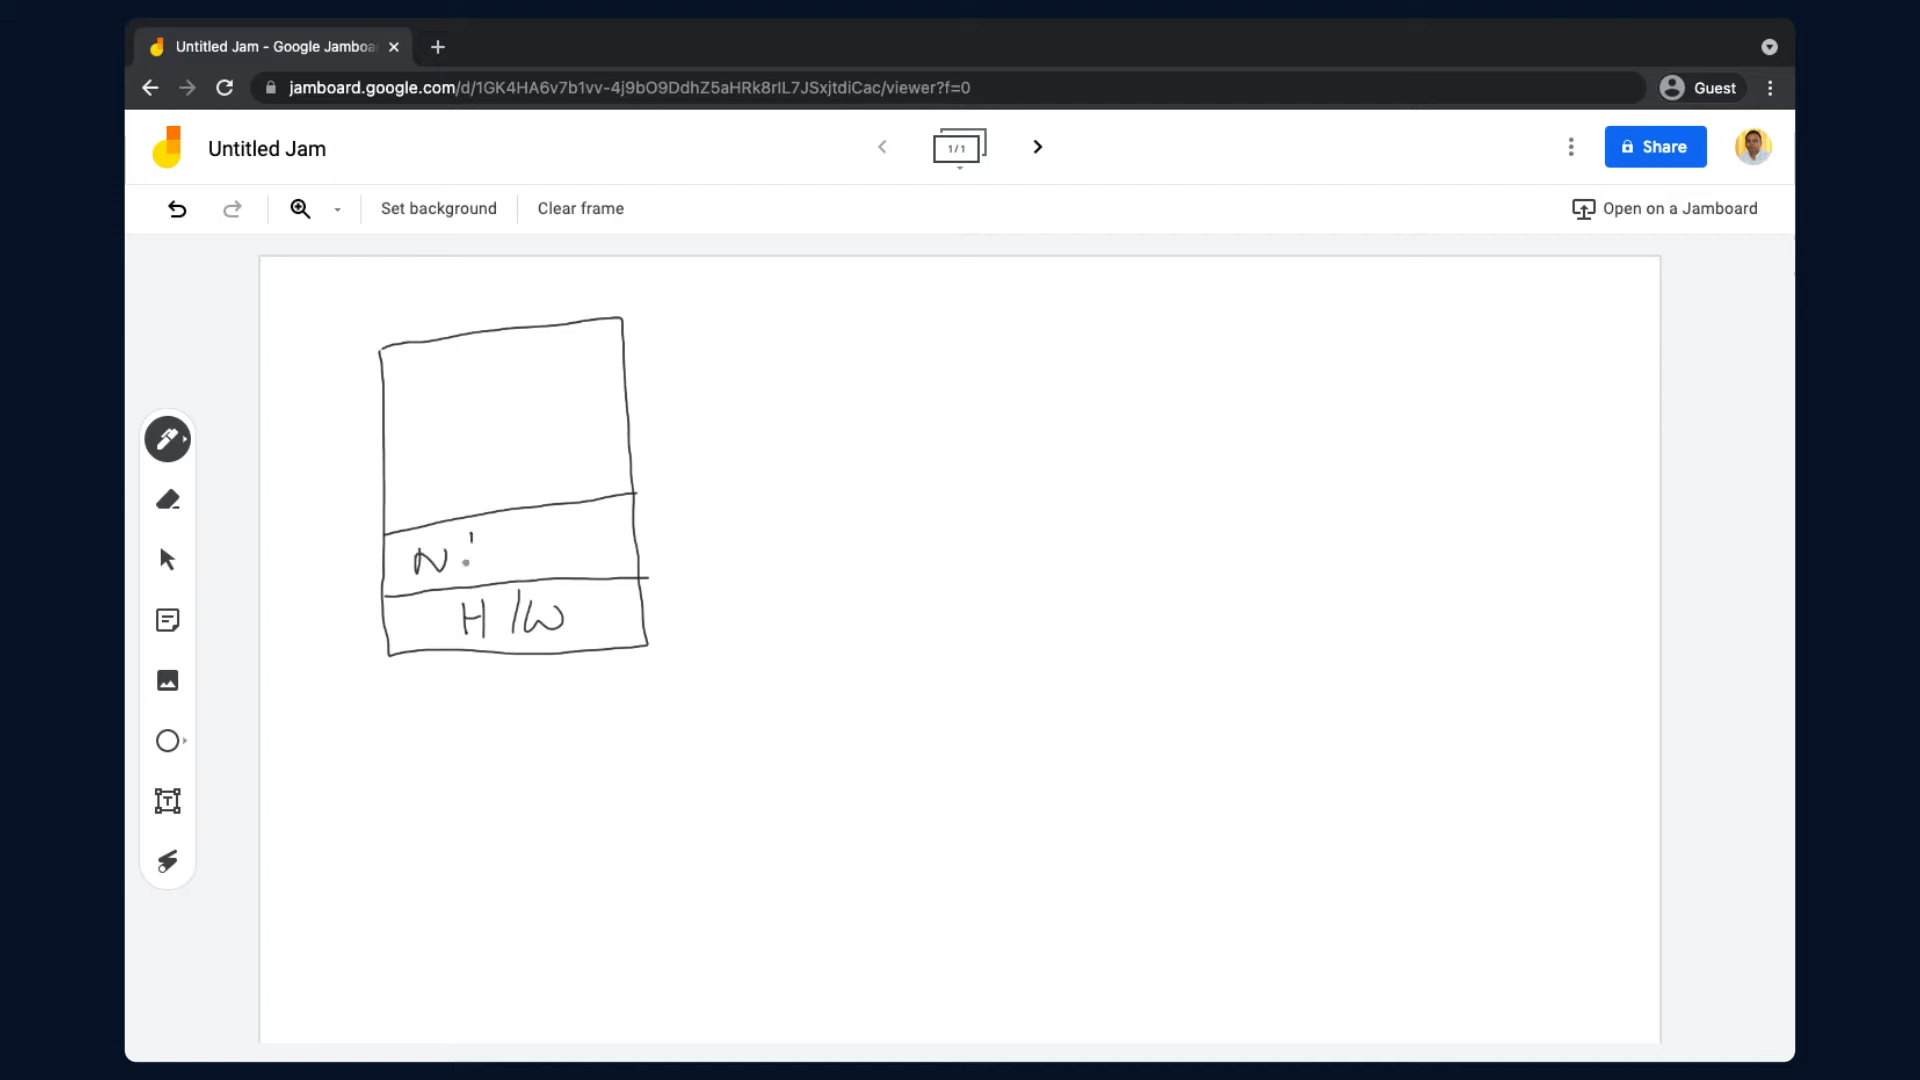 Untitled Jam - Google Jamboa
jamboard.google.com/d/1GK4HA6v7b1vv-4j9bO9DdhZ5aHRk8rIL7JSxjtdiCac/viewer?f=0
Guest
Untitled Jam
1/1
Share
Set background
Clear frame
Open on a Jamboard
N
H/W